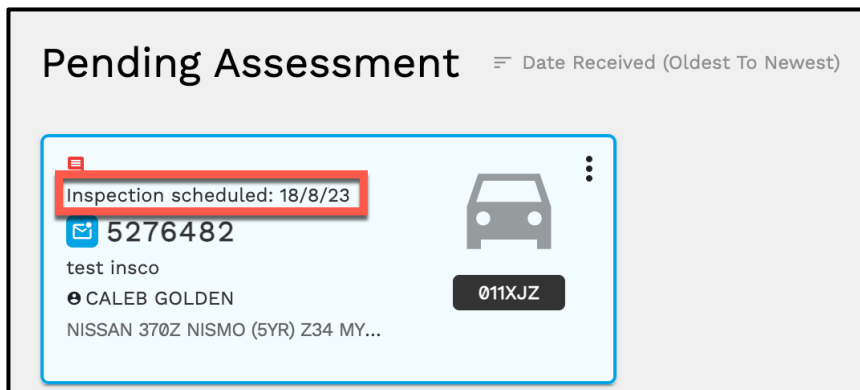 Pending Assessment
Date Received (Oldest To Newest)
Inspection scheduled: 18/8/23
5276482
test insco
CALEB GOLDEN
NISSAN 370Z NISMO (5YR) Z34 MY...
011XJZ